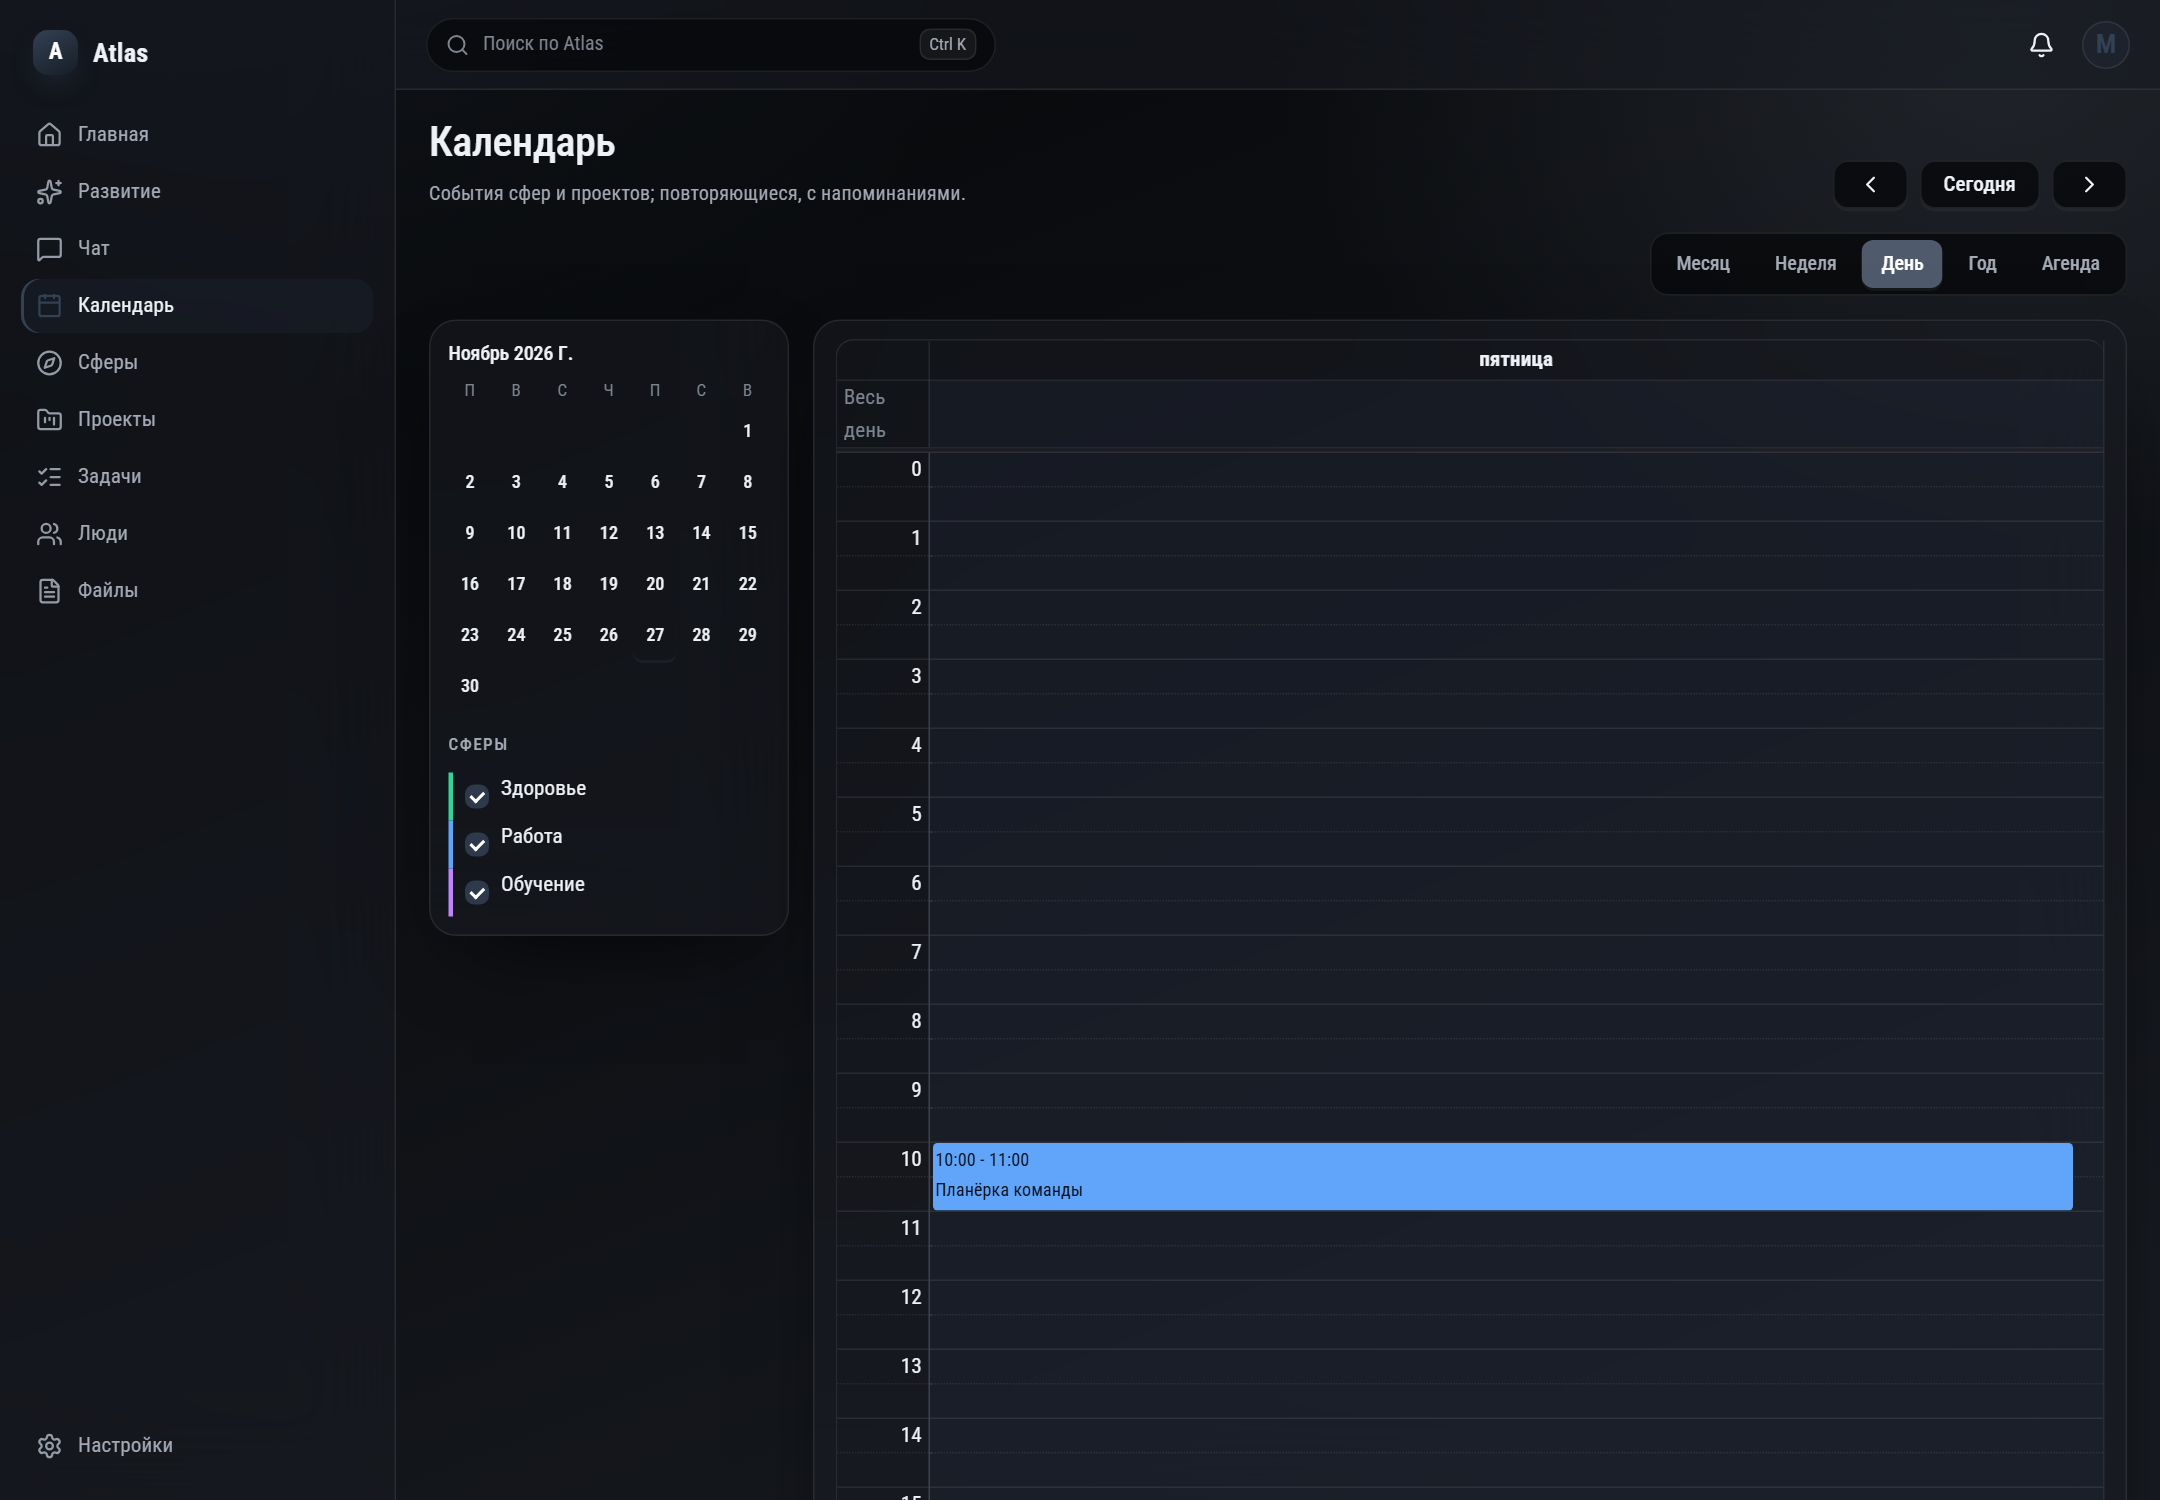 A Atlas
Поиск по Atlas
Ctrl K
M
Главная
Развитие
Чат
Календарь
Сферы
Проекты
Задачи
Люди
Файлы
Настройки
Календарь
События сфер и проектов; повторяющиеся, с напоминаниями.
Сегодня
Месяц Неделя День Год Агенда
Ноябрь 2026 Г.
П В С Ч П С В
1
2 3 4 5 6 7 8
9 10 11 12 13 14 15
16 17 18 19 20 21 22
23 24 25 26 27 28 29
30
СФЕРЫ
Здоровье
Работа
Обучение
пятница
Весь
день
0
1
2
3
4
5
6
7
8
9
10
10:00 - 11:00
Планёрка команды
11
12
13
14
15